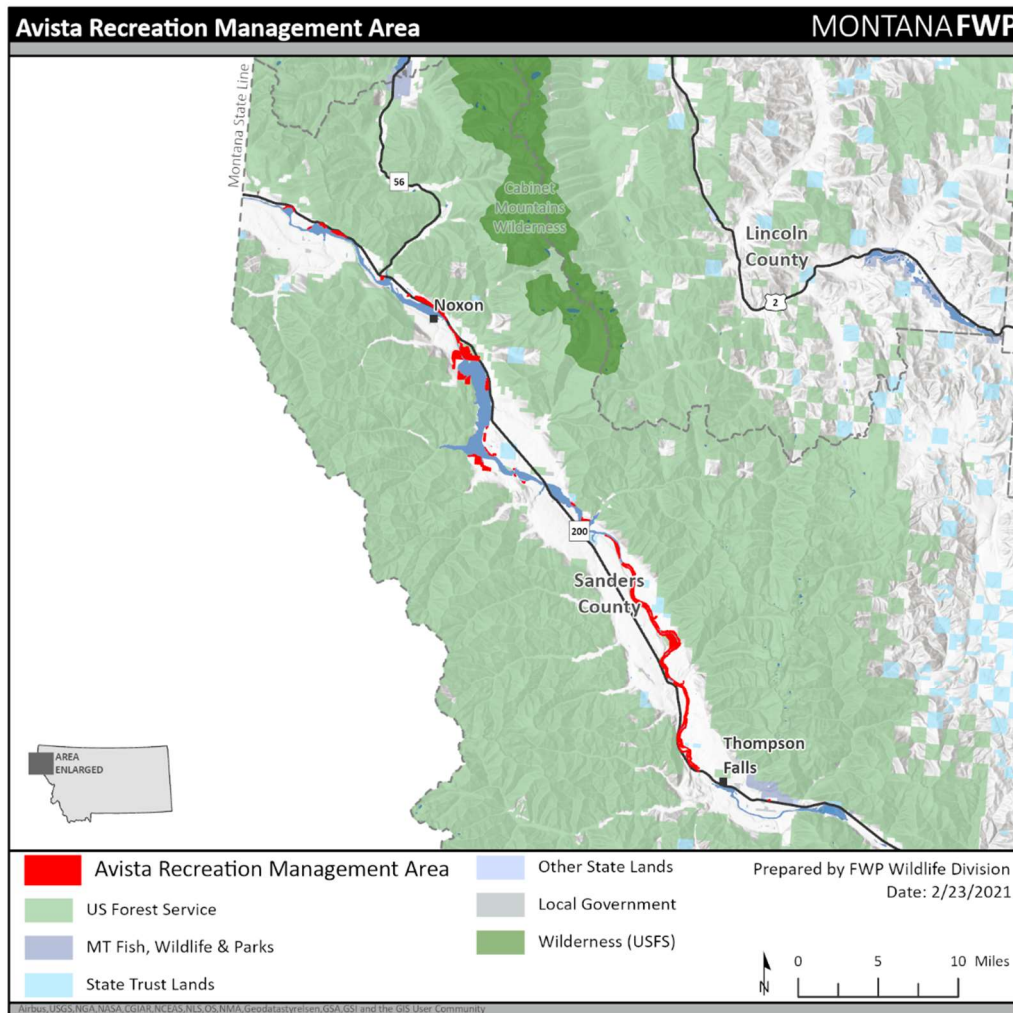 Avista Recreation Management Area
MONTANA FWP
Montana State Line
56
Cabinet
Mountains
Wilderness
Lincoln
County
2
Noxon
200
Sanders
County
Thompson
Falls
AREA
ENLARGED
Avista Recreation Management Area
US Forest Service
MT Fish, Wildlife & Parks
State Trust Lands
Other State Lands
Local Government
Wilderness (USFS)
Prepared by FWP Wildlife Division
Date: 2/23/2021
N
0 5 10 Miles
Airbus,USGS,NGA,NASA,CGIAR,NCEAS,NLS,OS,NMA,Geodatastyrelsen,GSA,GSI and the GIS User Community